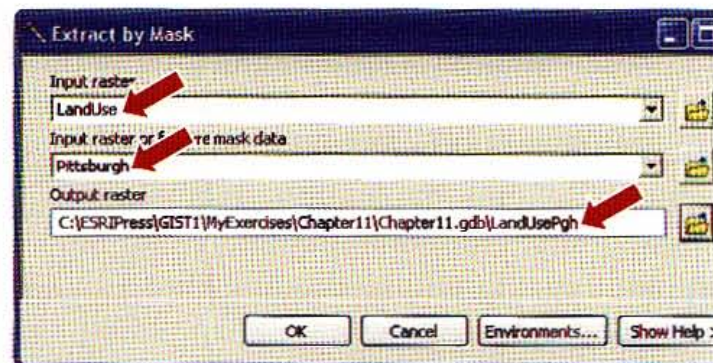 Extract by Mask
Input raster
LandUse
Input raster or mask data
Pittsburgh
Output raster
C:\ESRIPress\GIST1\MyExercises\Chapter11\Chapter11.gdb\LandUsePgh
OK
Cancel
Environments...
Show Help >